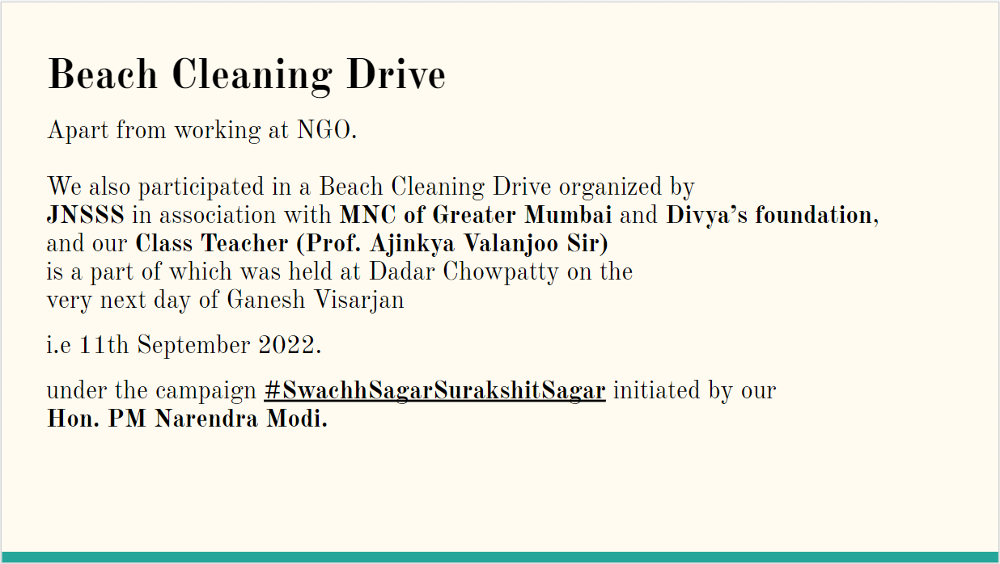 Beach Cleaning Drive
Apart from working at NGO.
We also participated in a Beach Cleaning Drive organized by
JNSSS in association with MNC of Greater Mumbai and Divya’s foundation,
and our Class Teacher (Prof. Ajinkya Valanjoo Sir)
is a part of which was held at Dadar Chowpatty on the
very next day of Ganesh Visarjan
i.e 11th September 2022.
under the campaign #SwachhSagarSurakshitSagar initiated by our
Hon. PM Narendra Modi.